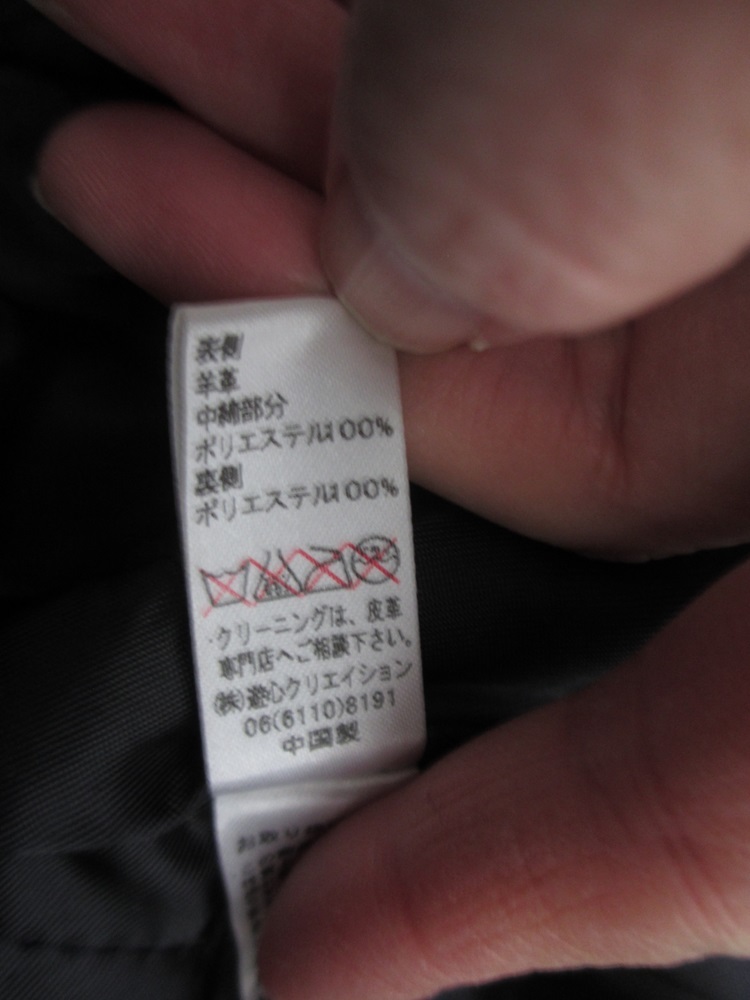 表側
羊革
中綿部分
ポリエステル100%
裏側
ポリエステル100%
・クリーニングは、皮革
専門店へご相談下さい。
㈱遊心クリエイション
06(6110)8191
中国製